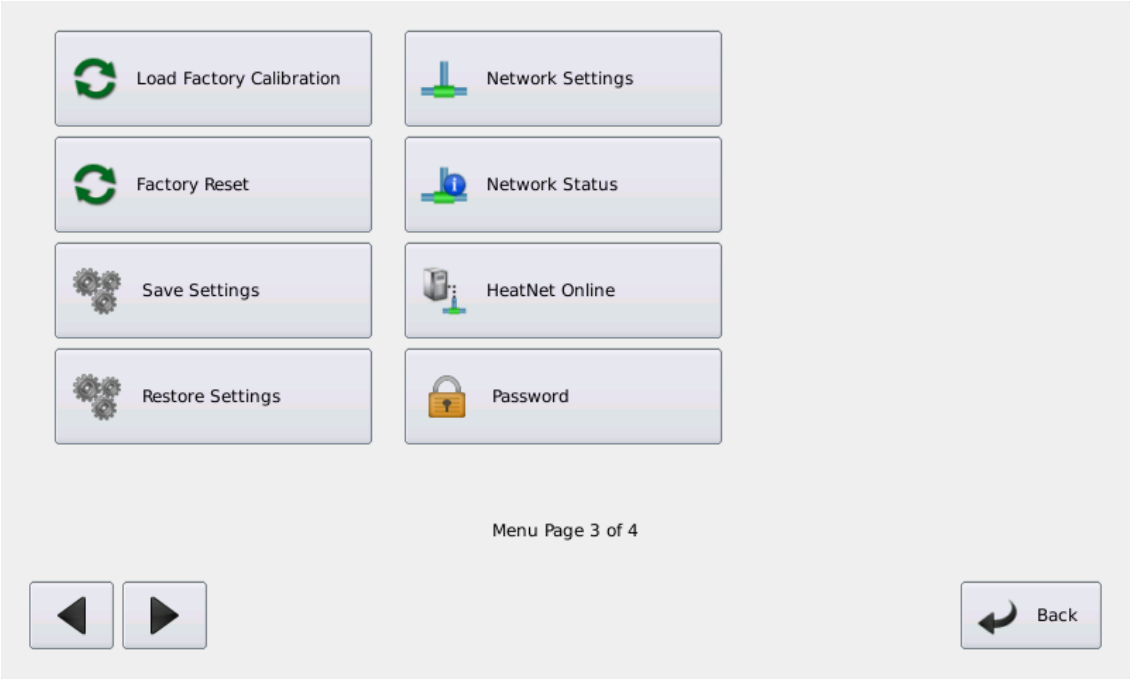 Load Factory Calibration
Network Settings
Factory Reset
Network Status
Save Settings
HeatNet Online
Restore Settings
Password
Menu Page 3 of 4
Back